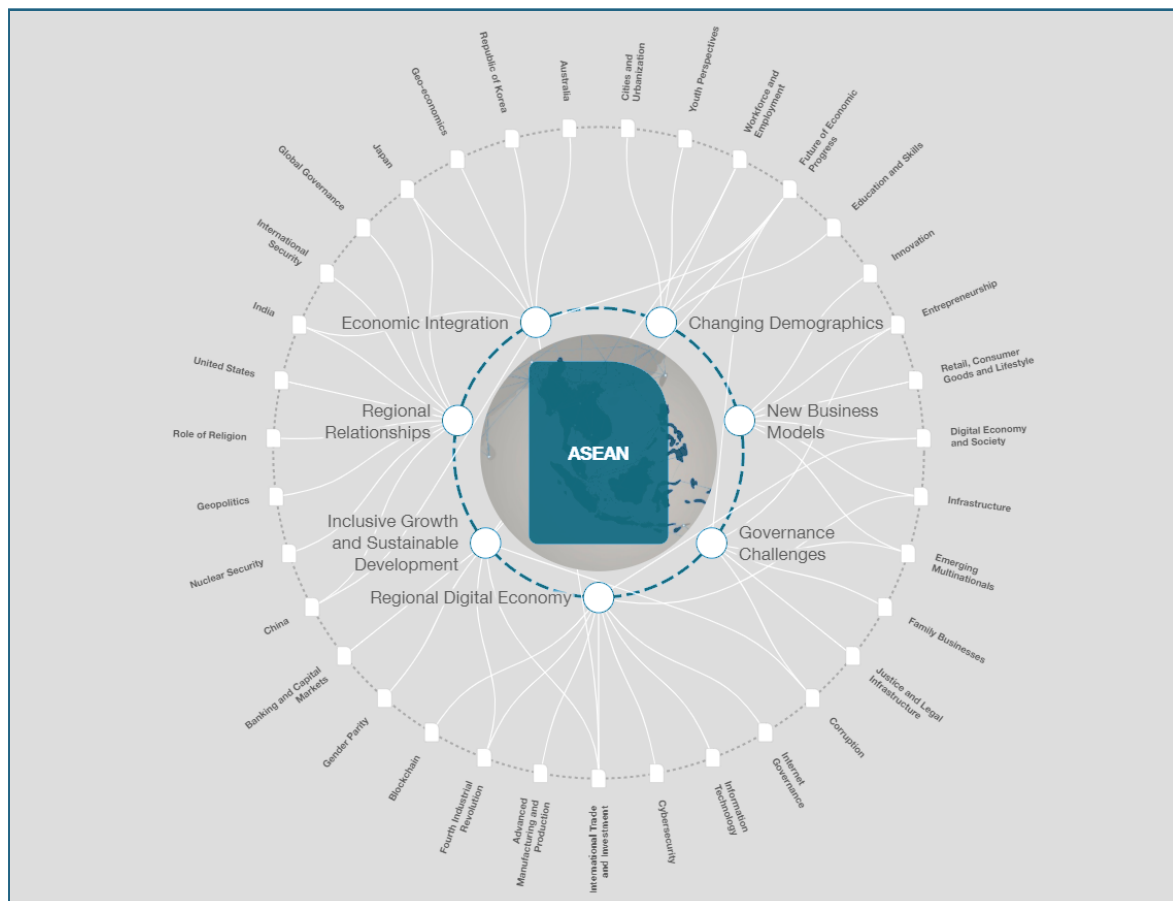 Republic of Korea
Australia
Cities and
Urbanization
Youth Perspectives
Workforce and
Employment
Future of Economic
Progress
Education and Skills
Innovation
Entrepreneurship
Retail, Consumer
Goods and Lifestyle
Digital Economy
and Society
Infrastructure
Emerging
Multinationals
Family Businesses
Justice and Legal
Infrastructure
Corruption
Internet
Governance
Information
Technology
Cybersecurity
International Trade
and Investment
Advanced
Manufacturing and
Production
Fourth Industrial
Revolution
Blockchain
Gender Parity
Banking and Capital
Markets
China
Nuclear Security
Geopolitics
Role of Religion
United States
India
International
Security
Global Governance
Japan
Geo-economics
Economic Integration
Changing Demographics
Regional
Relationships
New Business
Models
ASEAN
Inclusive Growth
and Sustainable
Development
Governance
Challenges
Regional Digital Economy